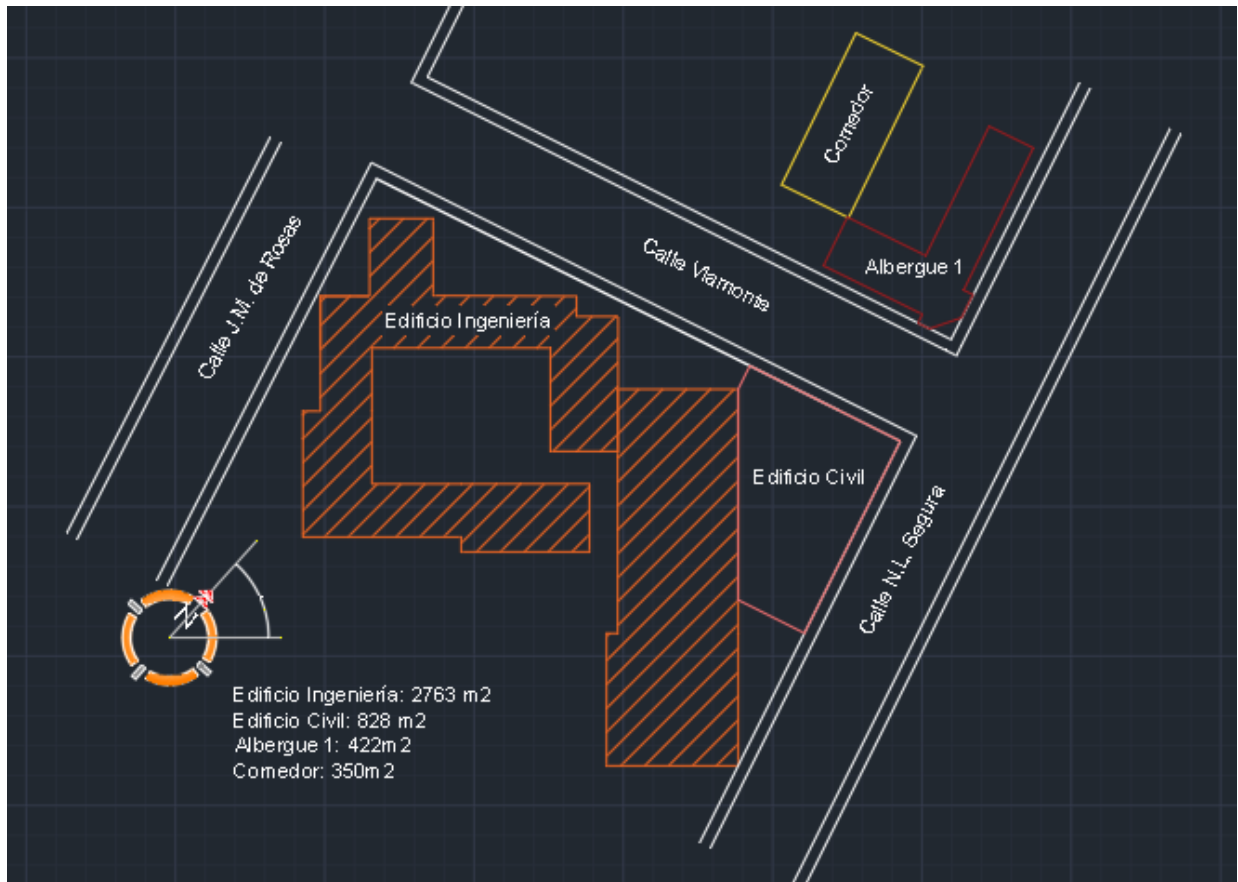 Comedor
Albergue 1
Calle Viamonte
Calle J.M. de Rosas
Edificio Ingeniería
Edificio Civil
Calle N.L. Segura
N
Edificio Ingeniería: 2763 m2
Edificio Civil: 828 m2
Albergue 1: 422m2
Comedor: 350m2